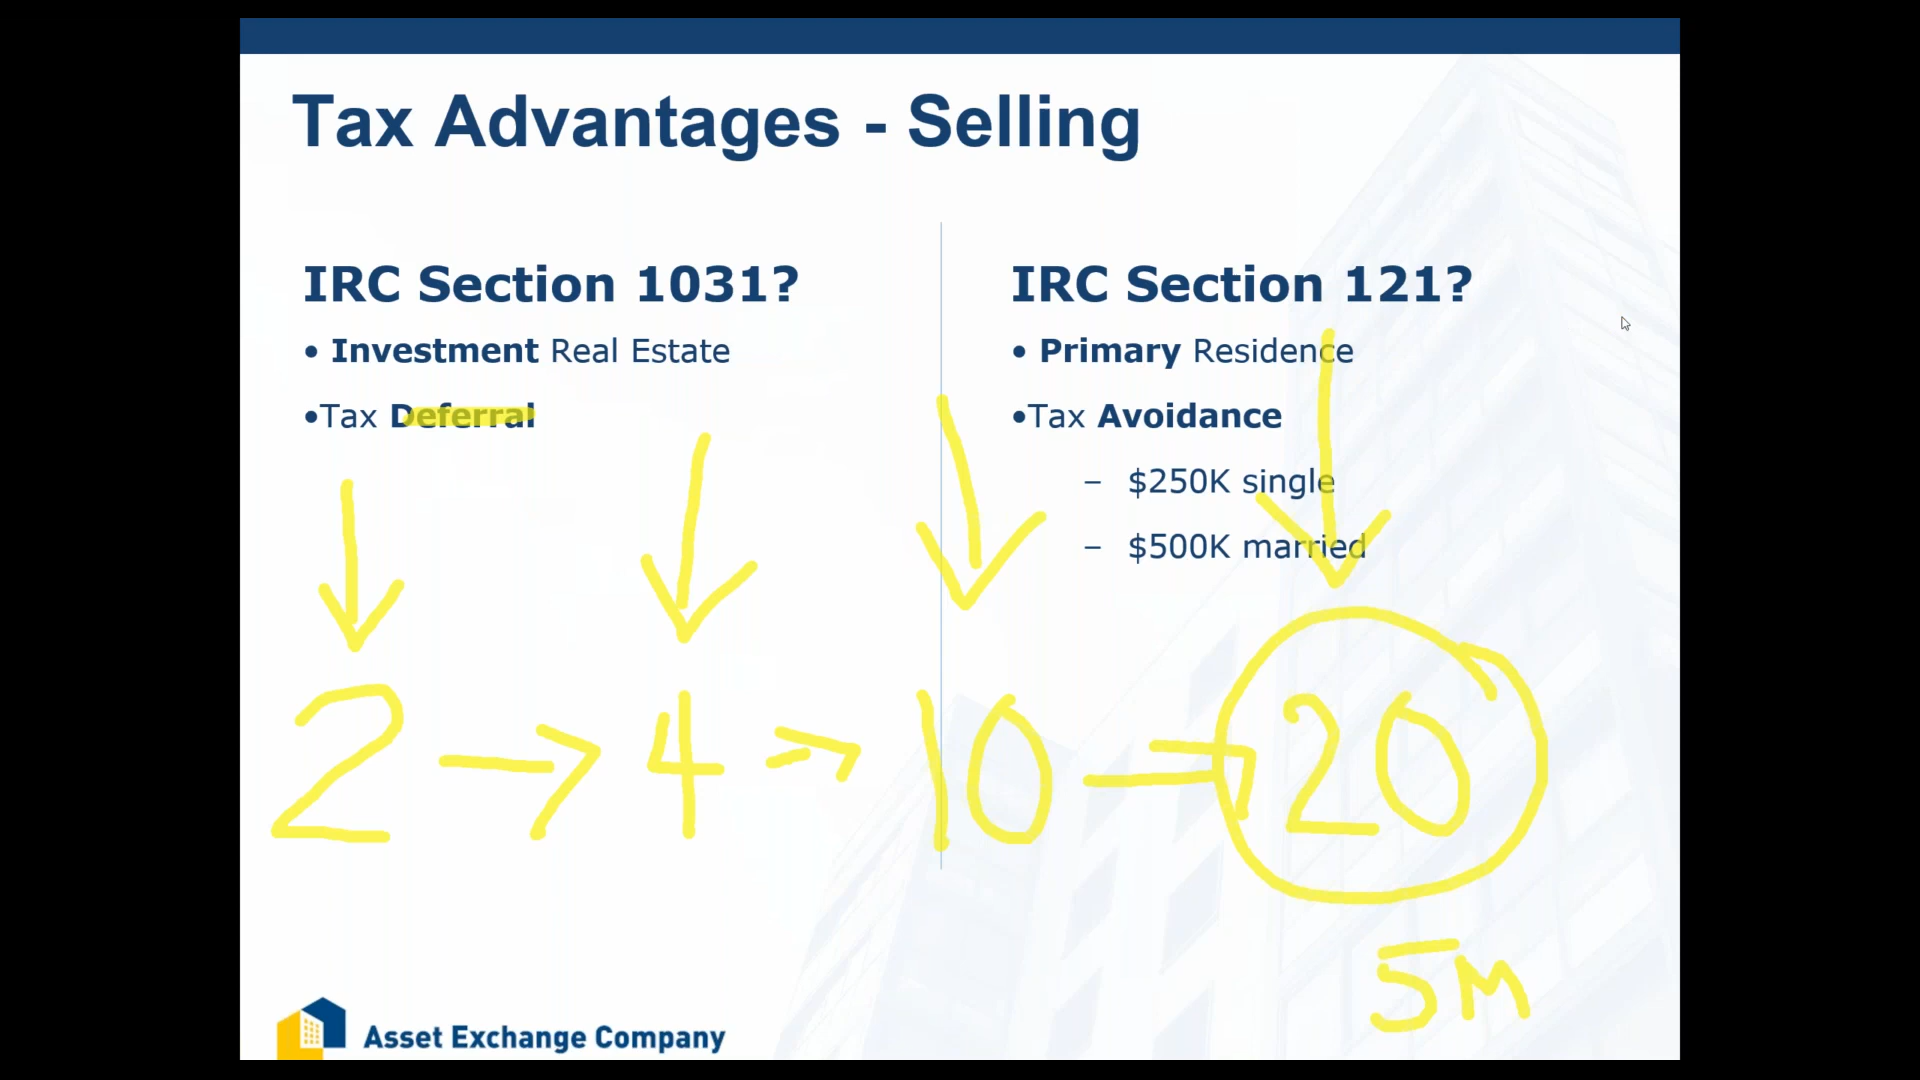 Tax Advantages - Selling
IRC Section 1031?
• Investment Real Estate
•Tax Deferral
IRC Section 121?
• Primary Residence
•Tax Avoidance
– $250K single
– $500K married
2 → 4 → 10 → 20
5M
Asset Exchange Company